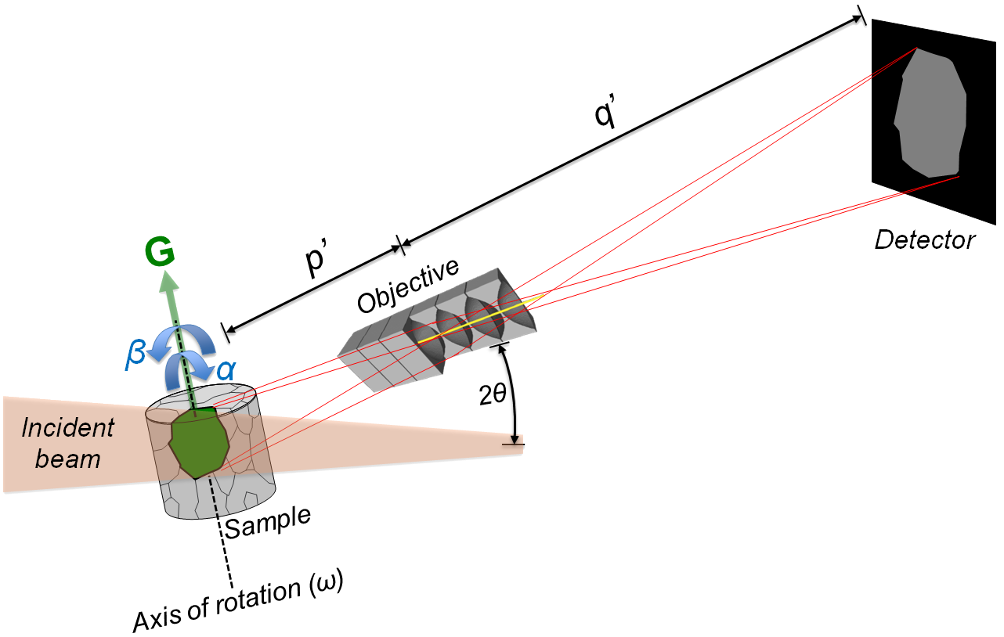 q’
p’
Detector
G
Objective
β
α
2θ
Incident
beam
Sample
Axis of rotation (ω)